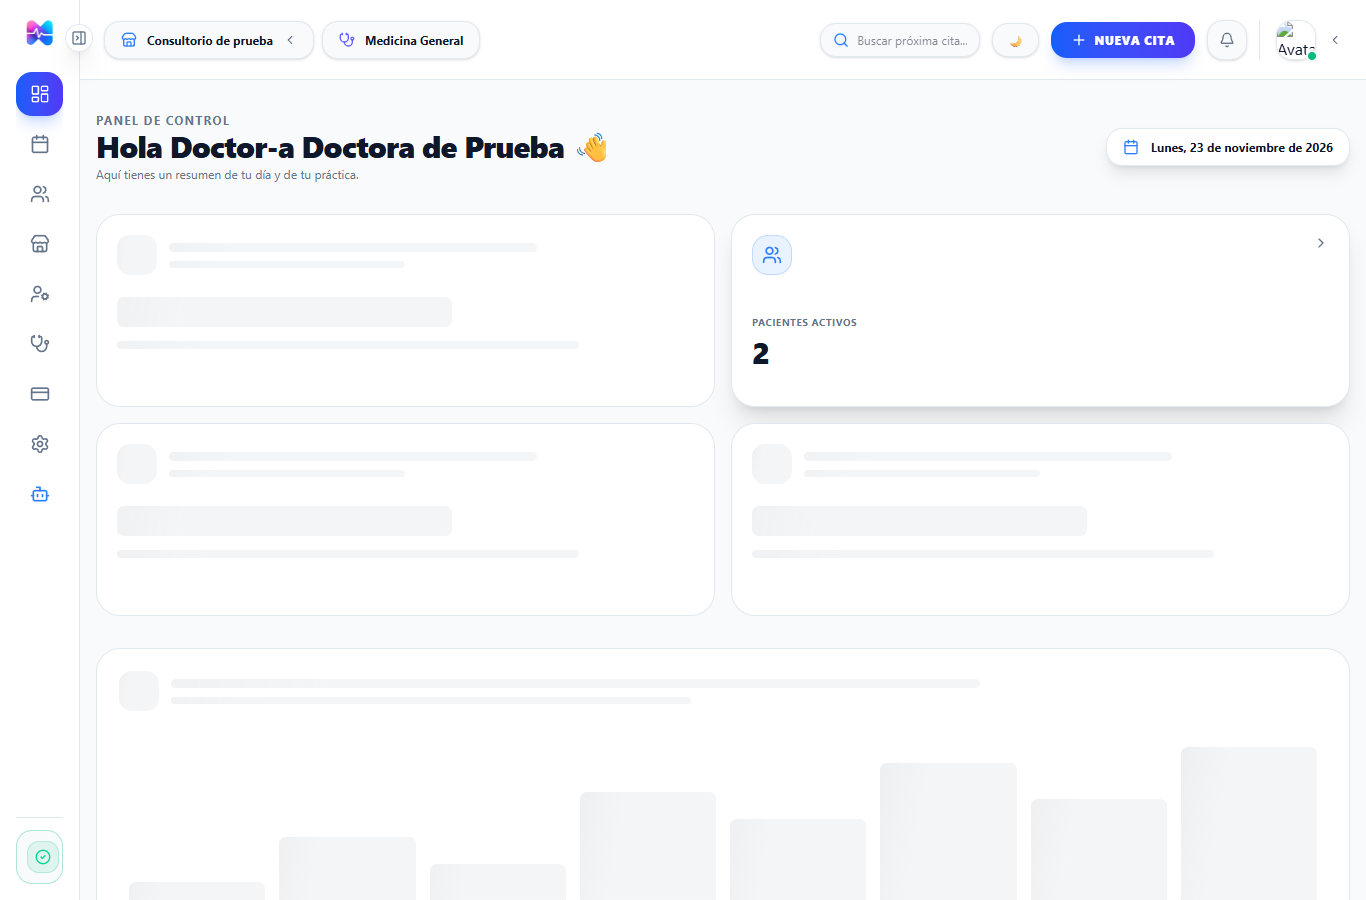 Consultorio de prueba
Medicina General
Buscar próxima cita...
NUEVA CITA
Avata
PANEL DE CONTROL
Hola Doctor-a Doctora de Prueba 👋
Aquí tienes un resumen de tu día y de tu práctica.
Lunes, 23 de noviembre de 2026
PACIENTES ACTIVOS
2